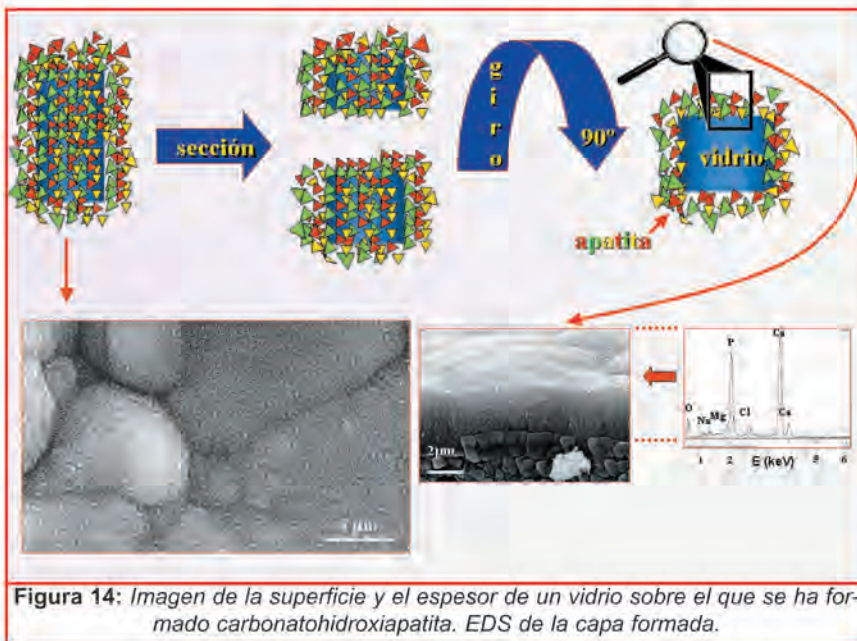 sección
giro
90º
vidrio
apatita
P
O
Na
Mg
Cl
Ca
2µm
1 2 E (keV) 5 6
Figura 14: Imagen de la superficie y el espesor de un vidrio sobre el que se ha for-
mado carbonatohidroxiapatita. EDS de la capa formada.